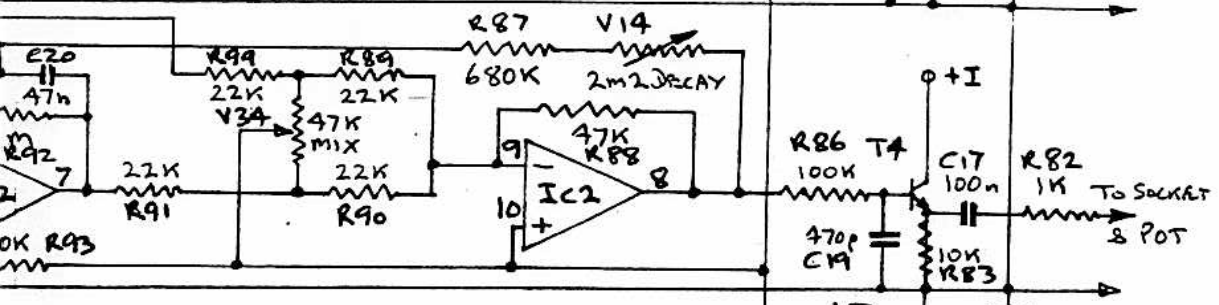 R87
V14
C20
R99
R89
680K
2m2 DECAY
+I
47n
22K
22K
V34
47K
MIX
47K
R88
m
R92
9
−
R86
T4
C17
R82
7
22K
22K
IC2
8
100K
100n
1K
TO SOCKET
2
R91
R90
10
+
& POT
470p
C19
10K
R83
0K R93